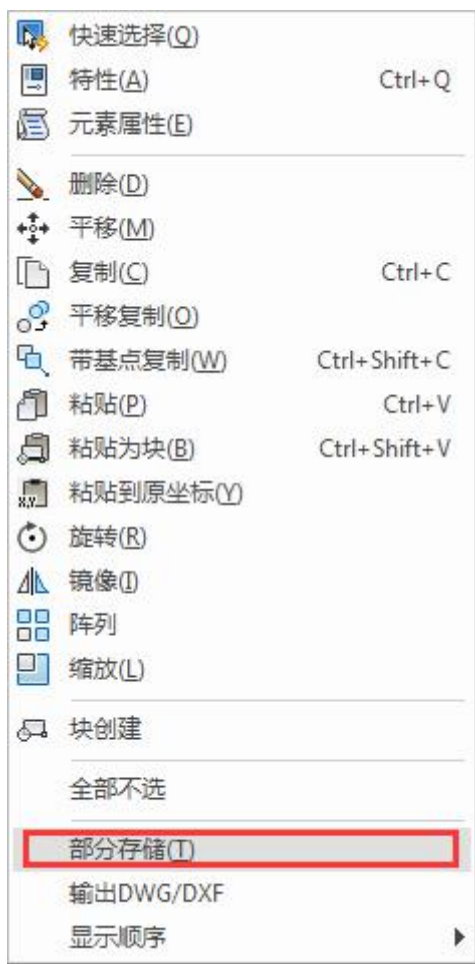 快速选择(Q)
特性(A) Ctrl+Q
元素属性(E)
删除(D)
平移(M)
复制(C) Ctrl+C
平移复制(O)
带基点复制(W) Ctrl+Shift+C
粘贴(P) Ctrl+V
粘贴为块(B) Ctrl+Shift+V
粘贴到原坐标(Y)
旋转(R)
镜像(I)
阵列
缩放(L)
块创建
全部不选
部分存储(T)
输出DWG/DXF
显示顺序